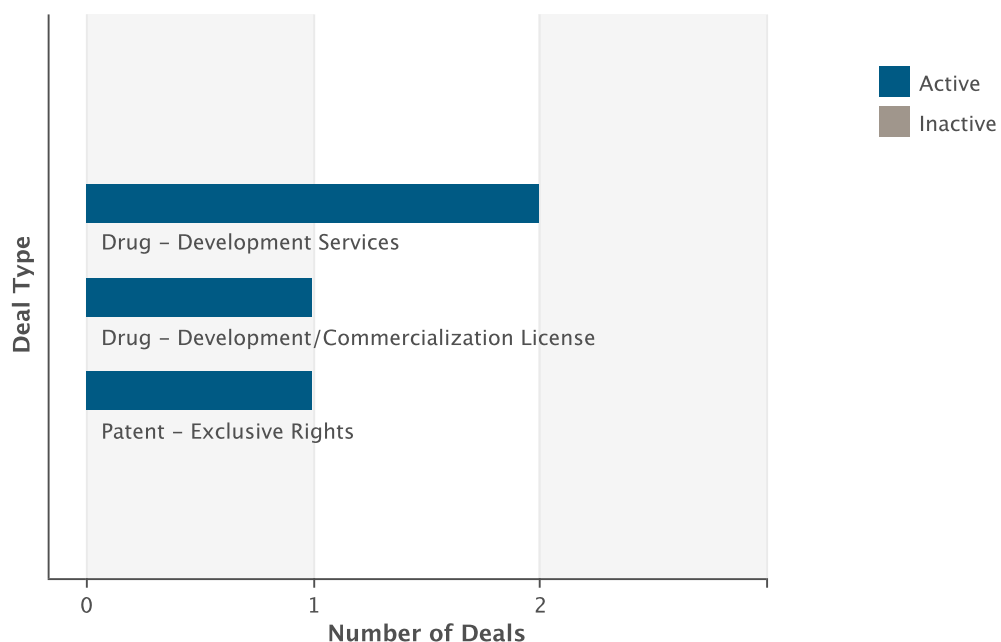 Active
Inactive
Drug – Development Services
Drug – Development/Commercialization License
Patent – Exclusive Rights
Deal Type
0
1
2
Number of Deals